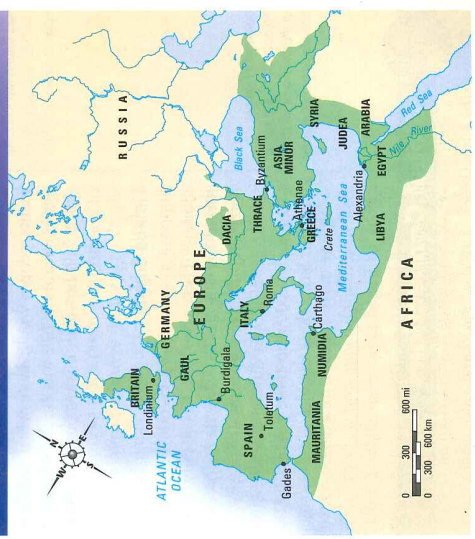 RUSSIA
EUROPE
GERMANY
BRITAIN
Londinium
ATLANTIC
OCEAN
GAUL
Burdigala
DACIA
Black Sea
THRACE
Byzantium
ITALY
Roma
ASIA
MINOR
SPAIN
Toletum
Gades
Athenae
GREECE
Crete
SYRIA
Mediterranean Sea
JUDEA
Carthago
NUMIDIA
MAURITANIA
Alexandria
ARABIA
EGYPT
LIBYA
Nile River
Red Sea
AFRICA
N
E
S
W
0 300 600 mi
0 300 600 km